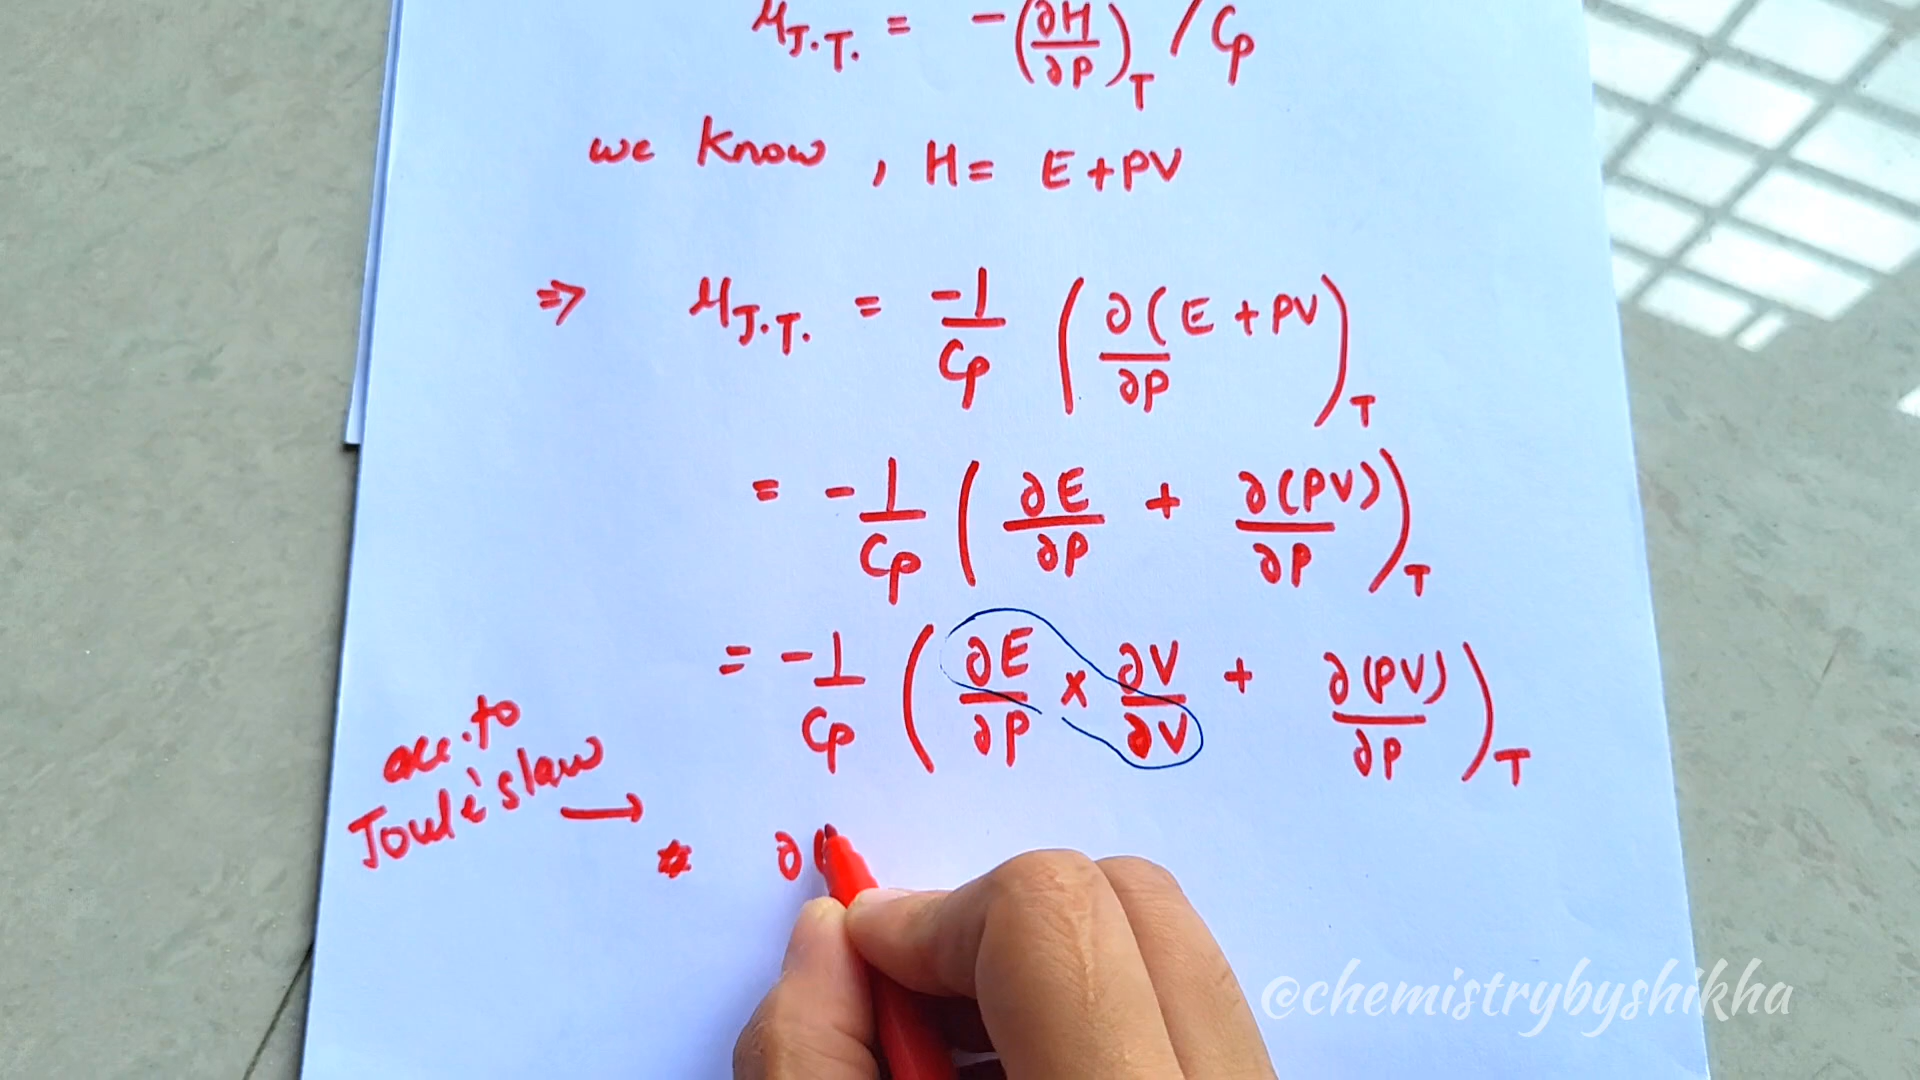 μJ.T. = -(∂H/∂P)T / Cp
we know, H = E + PV
⇒ μJ.T. = -1/Cp (∂(E + PV/∂P)T
= -1/Cp (∂E/∂P + ∂(PV)/∂P)T
= -1/Cp (∂E/∂P × ∂V/∂V + ∂(PV)/∂P)T
acc. to
Joule's law →
* ∂
@chemistrybyshikha